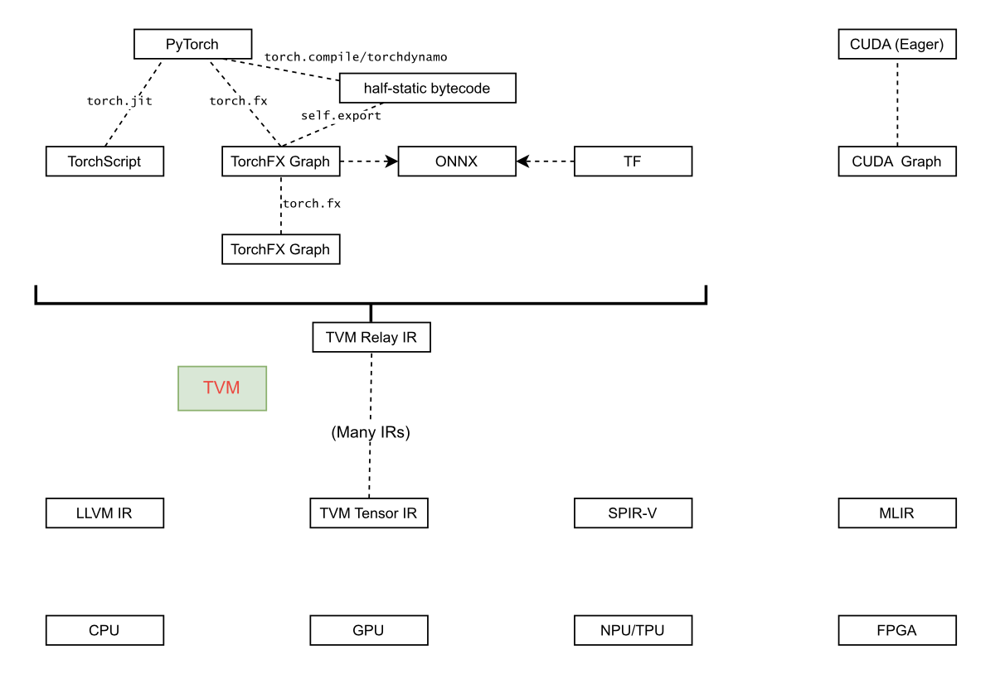 PyTorch
CUDA (Eager)
torch.compile/torchdynamo
half-static bytecode
torch.jit
torch.fx
self.export
TorchScript
TorchFX Graph
ONNX
TF
CUDA Graph
torch.fx
TorchFX Graph
TVM Relay IR
TVM
(Many IRs)
LLVM IR
TVM Tensor IR
SPIR-V
MLIR
CPU
GPU
NPU/TPU
FPGA